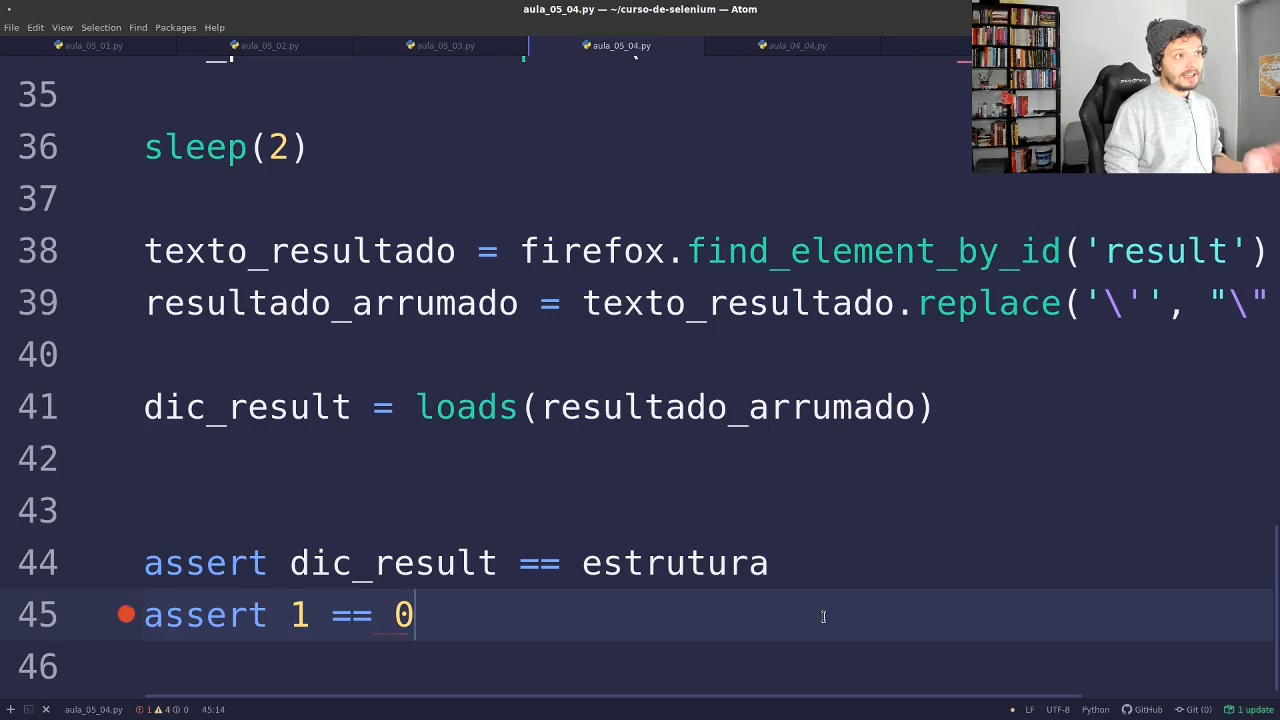 aula_05_04.py — ~/curso-de-selenium — Atom
File Edit View Selection Find Packages Help
aula_05_01.py aula_05_02.py aula_05_03.py aula_05_04.py aula_04_04.py
35
36 sleep(2)
37
38 texto_resultado = firefox.find_element_by_id('result')
39 resultado_arrumado = texto_resultado.replace('\'', "\"
40
41 dic_result = loads(resultado_arrumado)
42
43
44 assert dic_result == estrutura
45 assert 1 == 0
46
aula_05_04.py 1 4 0 45:14 LF UTF-8 Python GitHub Git (0) 1 update